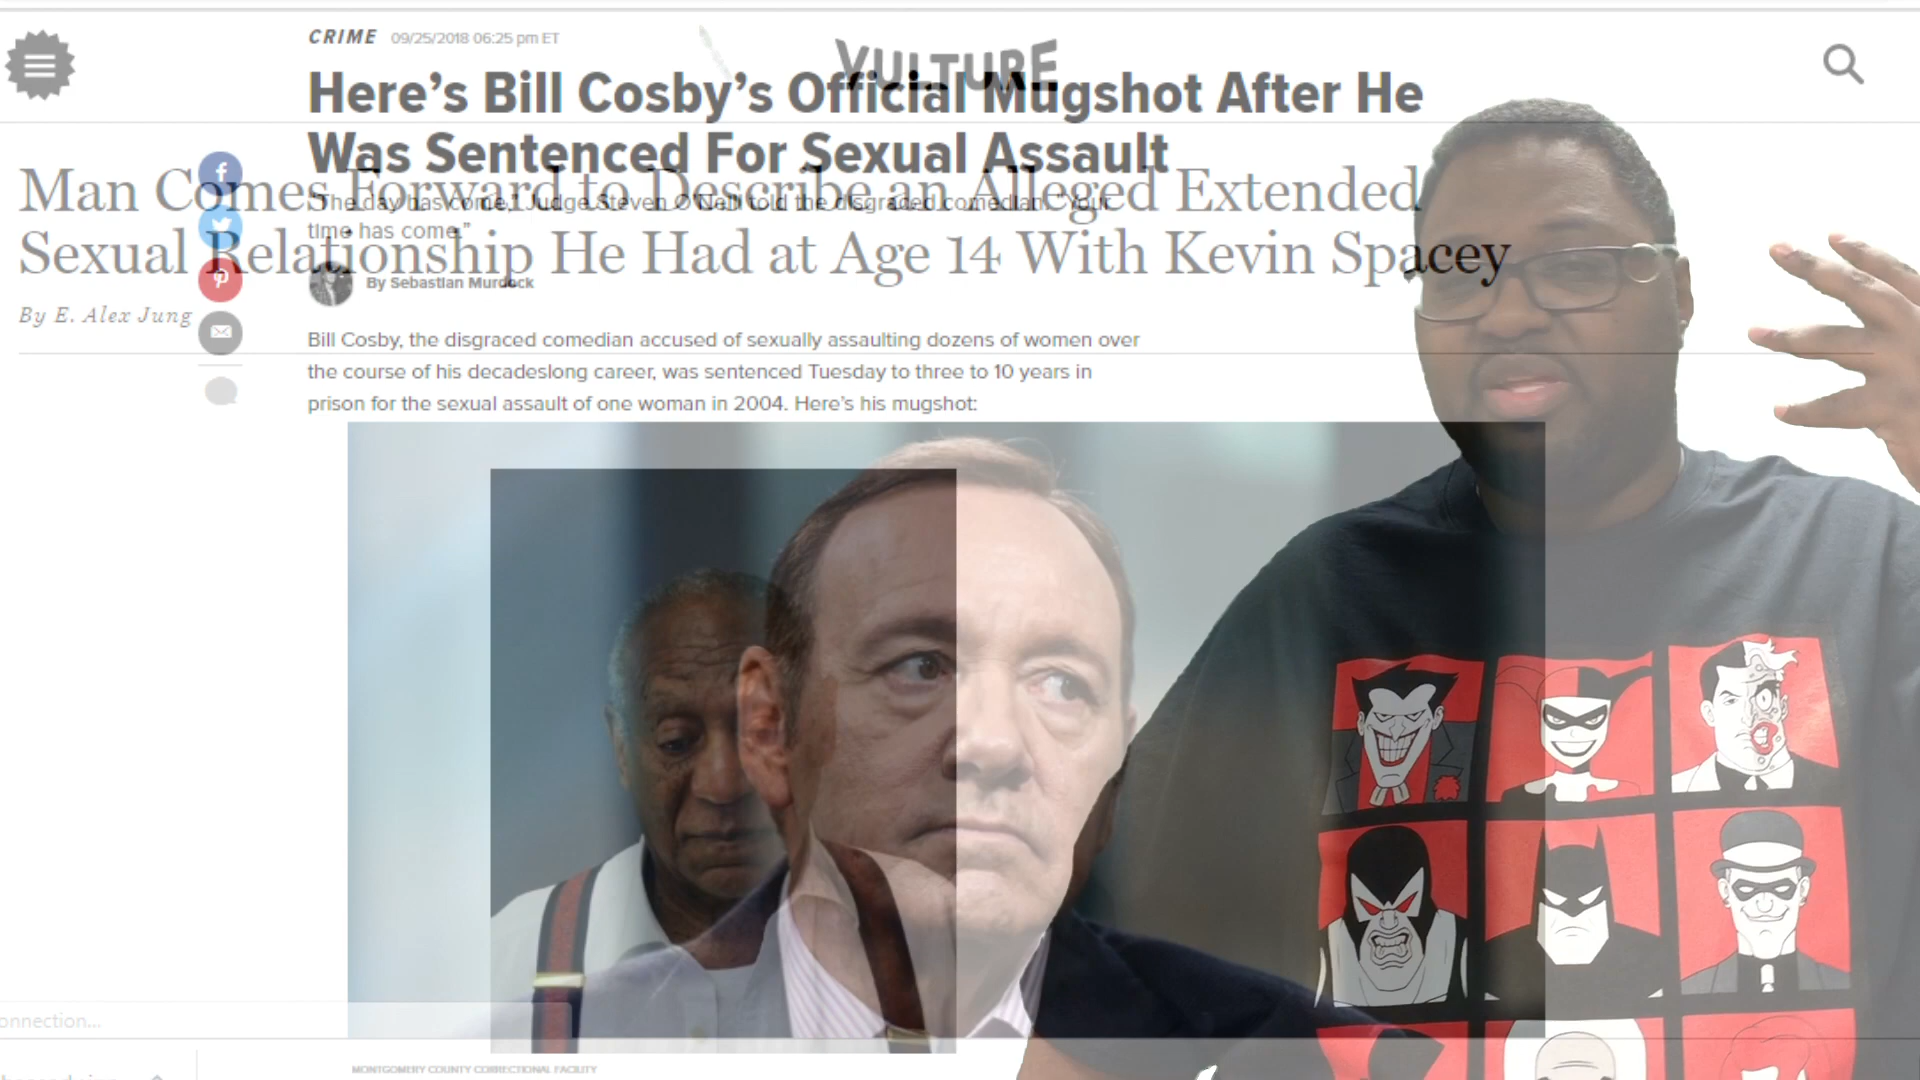 CRIME 09/25/2018 06:25 pm ET
VULTURE
Here’s Bill Cosby’s Official Mugshot After He
Was Sentenced For Sexual Assault
Man Comes Forward to Describe an Alleged Extended
Sexual Relationship He Had at Age 14 With Kevin Spacey
"The day has come," Judge Steven O'Neill told the disgraced comedian. "Your
time has come."
By Sebastian Murdock
By E. Alex Jung
Bill Cosby, the disgraced comedian accused of sexually assaulting dozens of women over
the course of his decadeslong career, was sentenced Tuesday to three to 10 years in
prison for the sexual assault of one woman in 2004. Here’s his mugshot:
onnection...
MONTGOMERY COUNTY CORRECTIONAL FACILITY